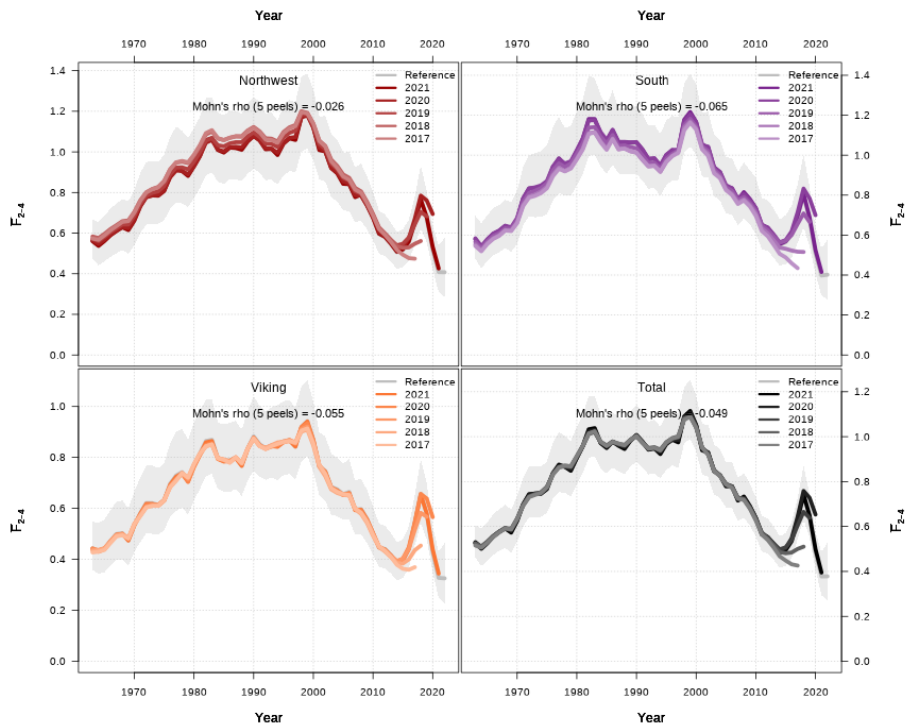 Year Year
1970 1980 1990 2000 2010 2020 1970 1980 1990 2000 2010 2020
Northwest
Mohn's rho (5 peels) = -0.026
Reference
2021
2020
2019
2018
2017
1.4
1.2
1.0
0.8
0.6
0.4
0.2
0.0
F̅2−4
South
Mohn's rho (5 peels) = -0.065
Reference
2021
2020
2019
2018
2017
1.4
1.2
1.0
0.8
0.6
0.4
0.2
0.0
F̅2−4
Viking
Mohn's rho (5 peels) = -0.055
Reference
2021
2020
2019
2018
2017
1.0
0.8
0.6
0.4
0.2
0.0
F̅2−4
Total
Mohn's rho (5 peels) = -0.049
Reference
2021
2020
2019
2018
2017
1.2
1.0
0.8
0.6
0.4
0.2
0.0
F̅2−4
1970 1980 1990 2000 2010 2020 1970 1980 1990 2000 2010 2020
Year Year